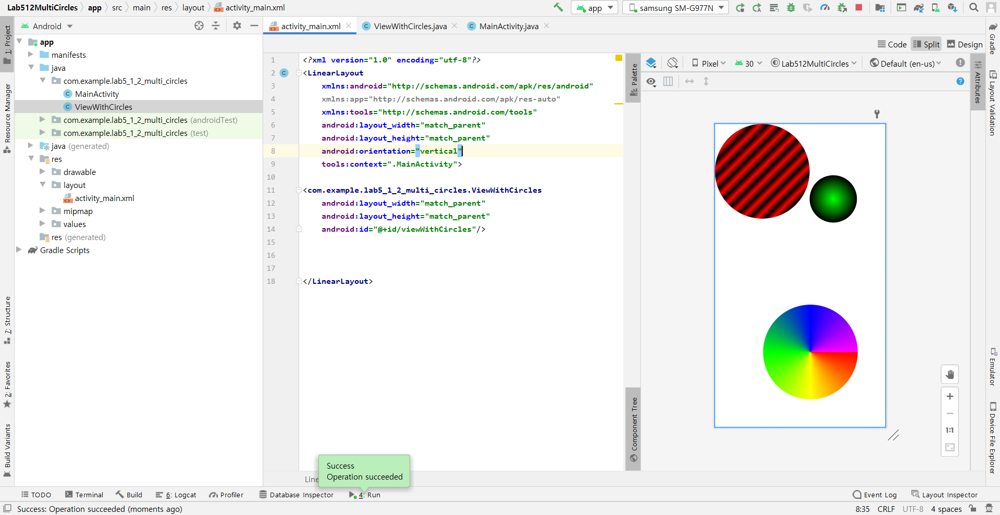 Lab512MultiCircles app src main res layout activity_main.xml app samsung SM-G977N
Android
activity_main.xml ViewWithCircles.java MainActivity.java
Code Split Design
1: Project
Resource Manager
7: Structure
2: Favorites
Build Variants
app
manifests
java
com.example.lab5_1_2_multi_circles
MainActivity
ViewWithCircles
com.example.lab5_1_2_multi_circles (androidTest)
com.example.lab5_1_2_multi_circles (test)
java (generated)
res
drawable
layout
activity_main.xml
mipmap
values
res (generated)
Gradle Scripts
1 <?xml version="1.0" encoding="utf-8"?>
2 <LinearLayout
3 xmlns:android="http://schemas.android.com/apk/res/android"
4 xmlns:app="http://schemas.android.com/apk/res-auto"
5 xmlns:tools="http://schemas.android.com/tools"
6 android:layout_width="match_parent"
7 android:layout_height="match_parent"
8 android:orientation="vertical"
9 tools:context=".MainActivity">
10
11 <com.example.lab5_1_2_multi_circles.ViewWithCircles
12 android:layout_width="match_parent"
13 android:layout_height="match_parent"
14 android:id="@+id/viewWithCircles"/>
15
16
17
18 </LinearLayout>
Line
Success
Operation succeeded
Palette
Component Tree
Pixel 30 Lab512MultiCircles Default (en-us)
1:1
Attributes
Gradle
Layout Validation
Emulator
Device File Explorer
TODO Terminal Build 6: Logcat Profiler Database Inspector 4: Run Event Log Layout Inspector
Success: Operation succeeded (moments ago) 8:35 CRLF UTF-8 4 spaces